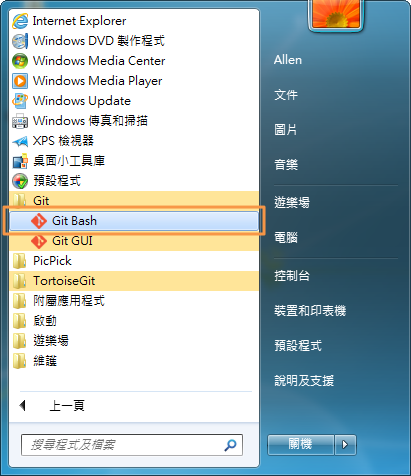 Internet Explorer
Windows DVD 製作程式
Windows Media Center
Windows Media Player
Windows Update
Windows 傳真和掃描
XPS 檢視器
桌面小工具庫
預設程式
Git
Git Bash
Git GUI
PicPick
TortoiseGit
附屬應用程式
啟動
遊樂場
維護
上一頁
搜尋程式及檔案
Allen
文件
圖片
音樂
遊樂場
電腦
控制台
裝置和印表機
預設程式
說明及支援
關機